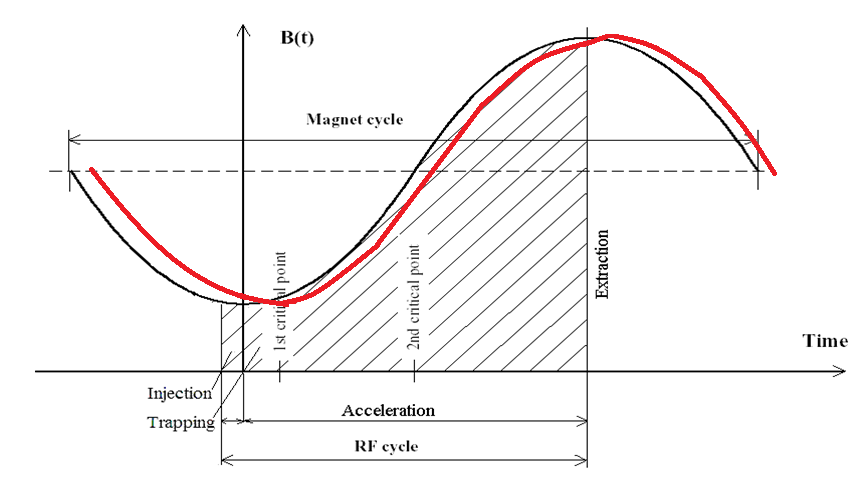 B(t)
Magnet cycle
1st critical point
2nd critical point
Extraction
Time
Injection
Trapping
Acceleration
RF cycle